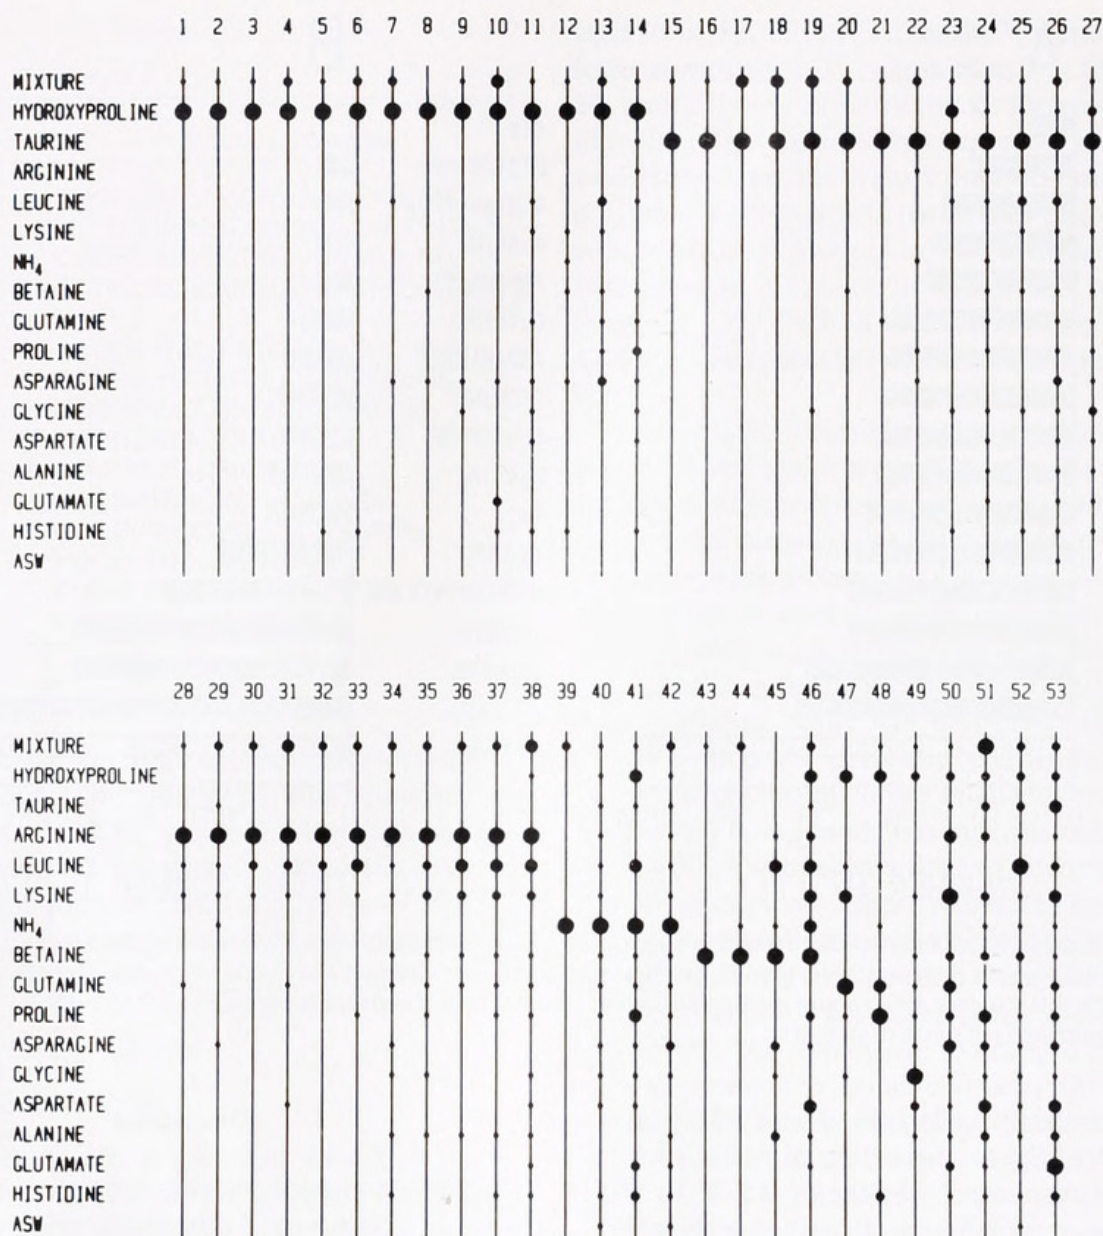 1 2 3 4 5 6 7 8 9 10 11 12 13 14 15 16 17 18 19 20 21 22 23 24 25 26 27
MIXTURE
HYDROXYPROLINE
TAURINE
ARGININE
LEUCINE
LYSINE
NH4
BETAINE
GLUTAMINE
PROLINE
ASPARAGINE
GLYCINE
ASPARTATE
ALANINE
GLUTAMATE
HISTIDINE
ASW
28 29 30 31 32 33 34 35 36 37 38 39 40 41 42 43 44 45 46 47 48 49 50 51 52 53
MIXTURE
HYDROXYPROLINE
TAURINE
ARGININE
LEUCINE
LYSINE
NH4
BETAINE
GLUTAMINE
PROLINE
ASPARAGINE
GLYCINE
ASPARTATE
ALANINE
GLUTAMATE
HISTIDINE
ASW